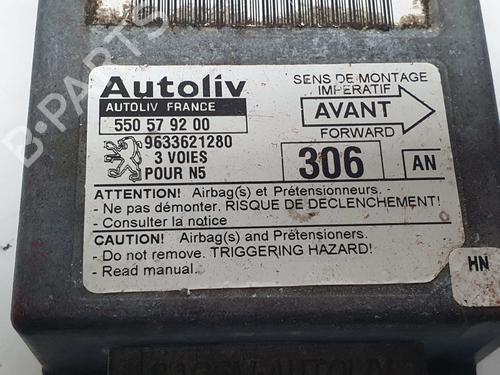 Autoliv
AUTOLIV FRANCE
550 57 92 00
9633621280
3 VOIES
POUR N5
SENS DE MONTAGE
IMPERATIF
AVANT
FORWARD
306
AN
ATTENTION! Airbag(s) et Prétensionneurs.
- Ne pas démonter. RISQUE DE DECLENCHEMENT!
- Consulter la notice
CAUTION! Airbag(s) and Prétensioners.
- Do not remove. TRIGGERING HAZARD!
- Read manual.
HN
B-PARTS